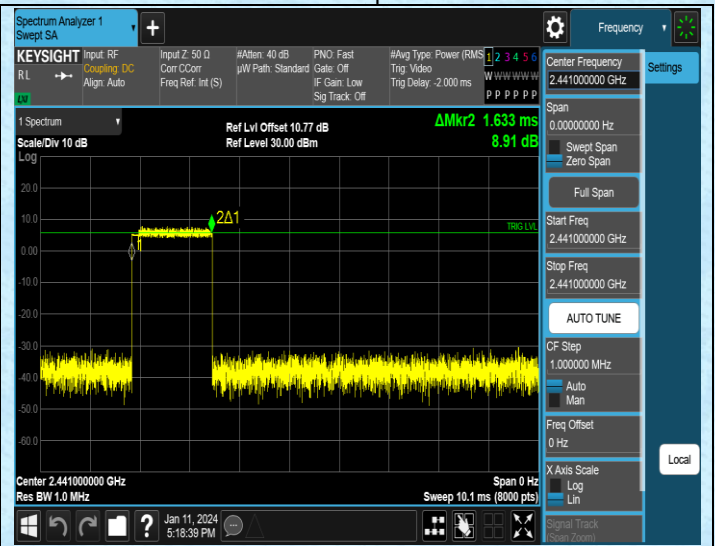 Spectrum Analyzer 1
Swept SA
+
Frequency
KEYSIGHT
RL
LXI
Input: RF
Coupling: DC
Align: Auto
Input Z: 50 Ω
Corr CCorr
Freq Ref: Int (S)
#Atten: 40 dB
µW Path: Standard
PNO: Fast
Gate: Off
IF Gain: Low
Sig Track: Off
#Avg Type: Power (RMS
Trig: Video
Trig Delay: -2.000 ms
1 2 3 4 5 6
W W W W W W
P P P P P P
1 Spectrum
Scale/Div 10 dB
Log
Ref Lvl Offset 10.77 dB
Ref Level 30.00 dBm
ΔMkr2 1.633 ms
8.91 dB
20.0
10.0
0.00
-10.0
-20.0
-30.0
-40.0
-50.0
-60.0
2Δ1
TRIG LVL
Center 2.441000000 GHz
Res BW 1.0 MHz
Span 0 Hz
Sweep 10.1 ms (8000 pts)
?
Jan 11, 2024
5:18:39 PM
Center Frequency
2.441000000 GHz
Span
0.00000000 Hz
Swept Span
Zero Span
Full Span
Start Freq
2.441000000 GHz
Stop Freq
2.441000000 GHz
AUTO TUNE
CF Step
1.000000 MHz
Auto
Man
Freq Offset
0 Hz
X Axis Scale
Log
Lin
Signal Track
(Span Zoom)
Settings
Local